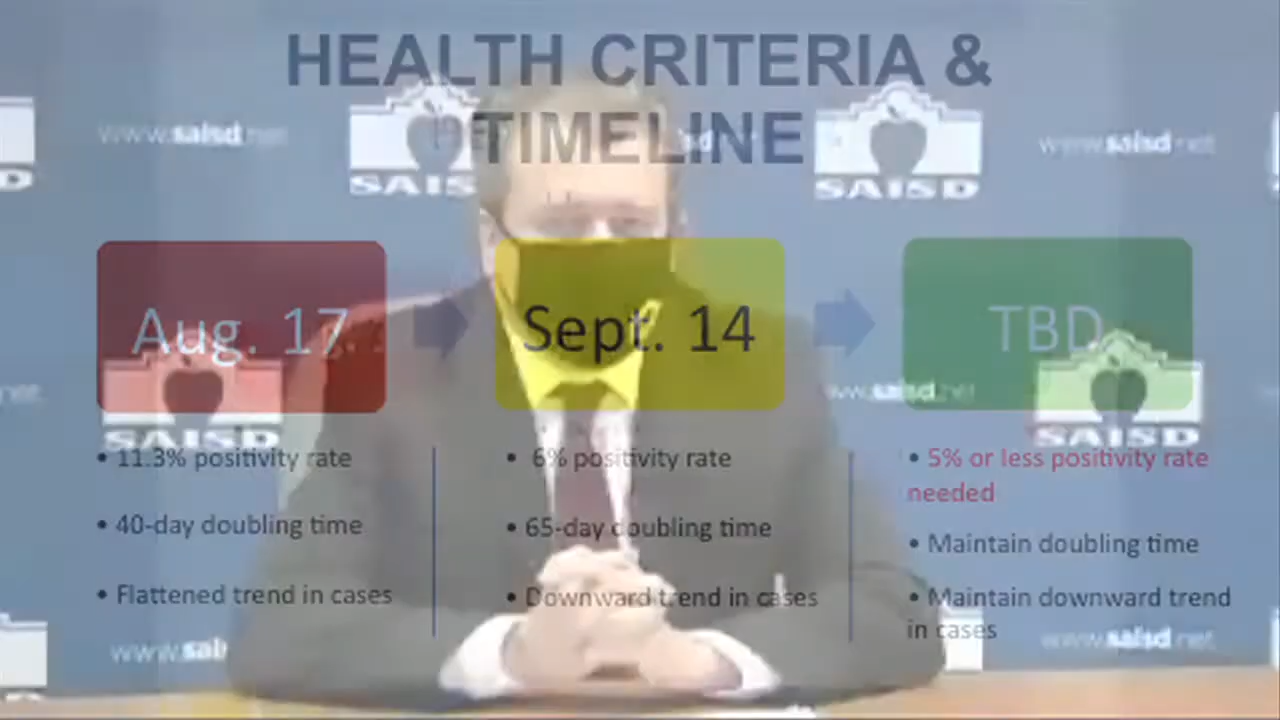 HEALTH CRITERIA &
TIMELINE
www.saisd.net
SAISD
www.saisd.net
D
SAISD
Aug. 17
Sept. 14
TBD
www.saisd.net
SAISD
SAISD
• 11.3% positivity rate
• 40-day doubling time
• Flattened trend in cases
• 6% positivity rate
• 65-day doubling time
• Downward trend in cases
• 5% or less positivity rate
needed
• Maintain doubling time
• Maintain downward trend
in cases
www.saisd.net